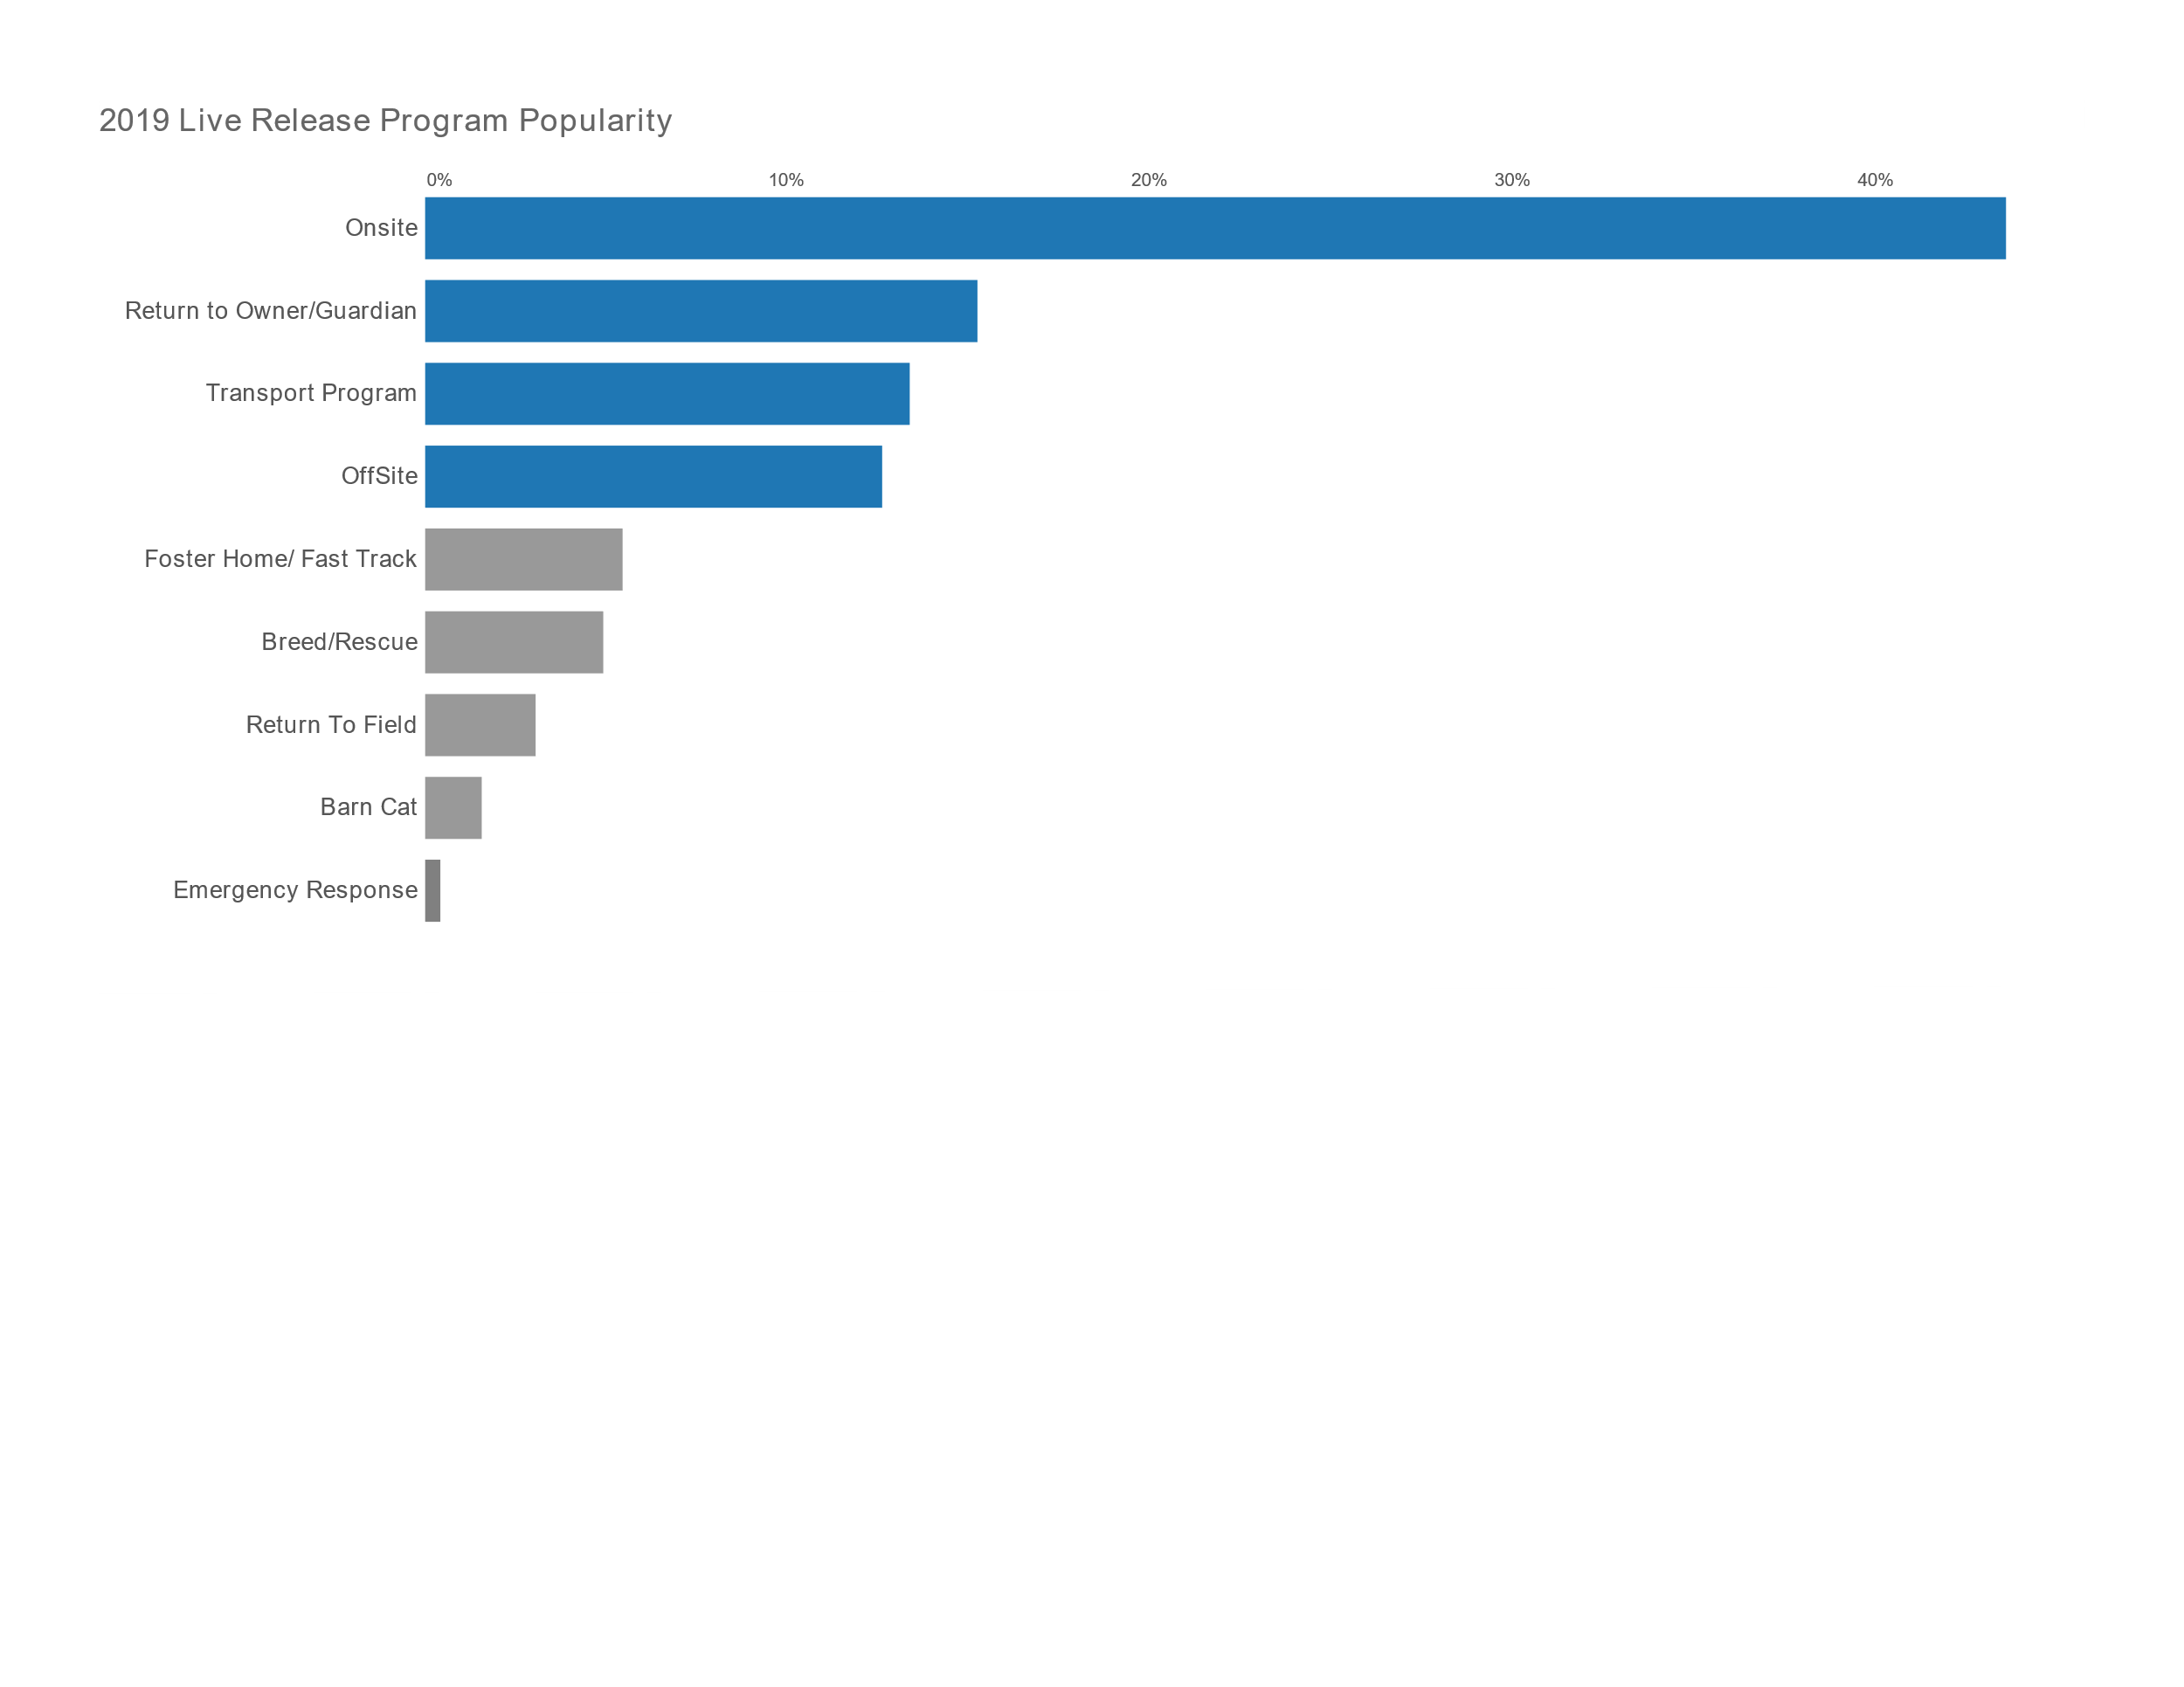 2019 Live Release Program Popularity
0% 10% 20% 30% 40%
Onsite
Return to Owner/Guardian
Transport Program
OffSite
Foster Home/ Fast Track
Breed/Rescue
Return To Field
Barn Cat
Emergency Response